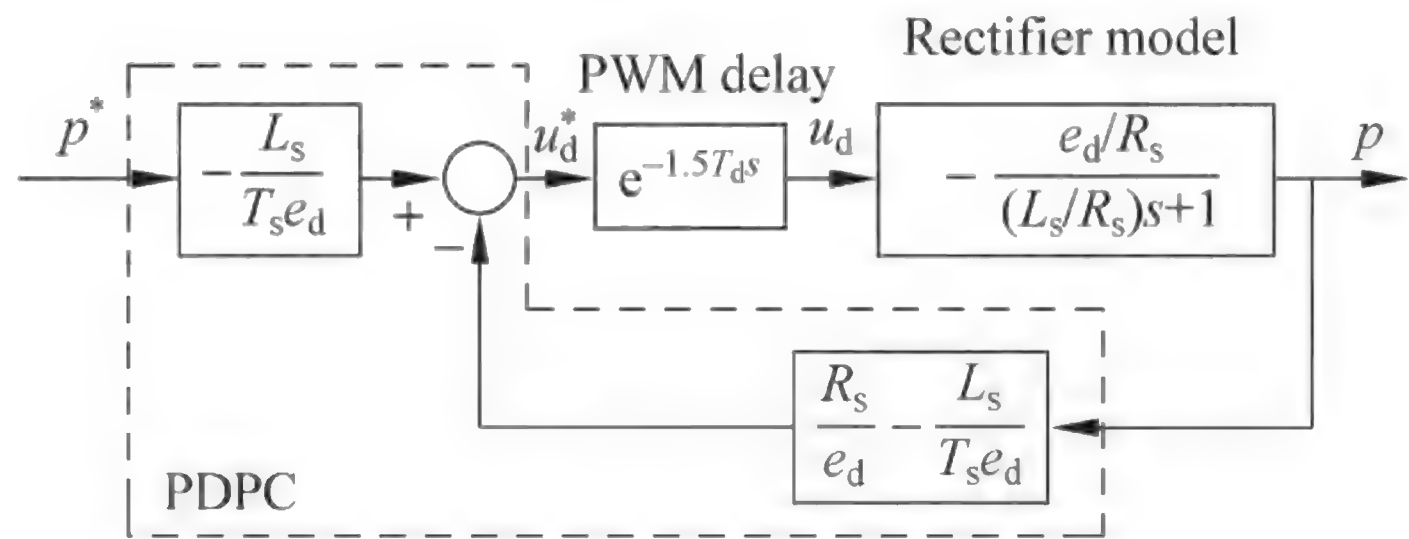 Rectifier model
PWM delay
p*
-Ls/(Tsed)
+
−
ud*
e^-1.5Tds
ud
-(ed/Rs)/((Ls/Rs)s+1)
p
Rs/ed - Ls/(Tsed)
PDPC